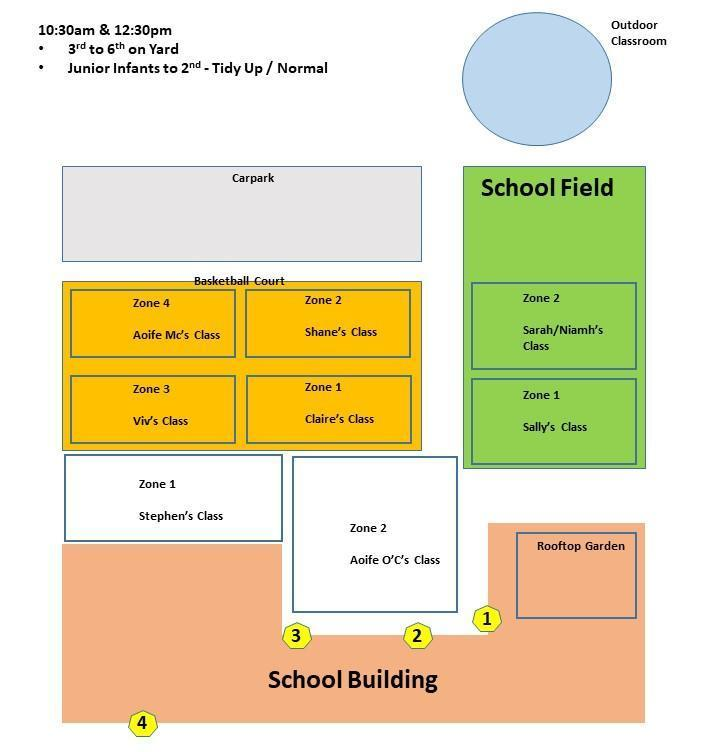 10:30am & 12:30pm
• 3rd to 6th on Yard
• Junior Infants to 2nd - Tidy Up / Normal
Outdoor
Classroom
Carpark
School Field
Basketball Court
Zone 4
Aoife Mc's Class
Zone 2
Shane's Class
Zone 2
Sarah/Niamh's
Class
Zone 3
Viv's Class
Zone 1
Claire's Class
Zone 1
Sally's Class
Zone 1
Stephen's Class
Zone 2
Aoife O'C's Class
Rooftop Garden
1
2
3
School Building
4